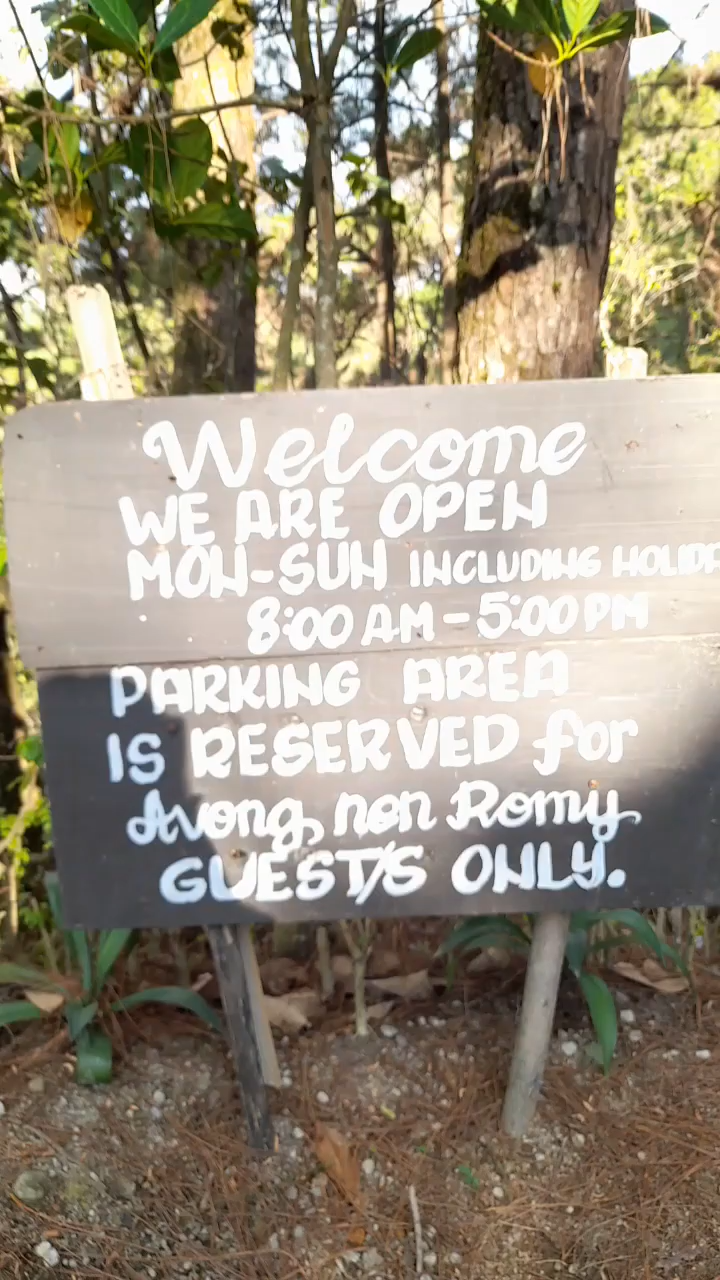 Welcome
WE ARE OPEN
MON-SUN INCLUDING HOLIDA
8:00 AM - 5:00 PM
PARKING AREA
IS RESERVED for
Avong, nen Romy
GUEST/S ONLY.